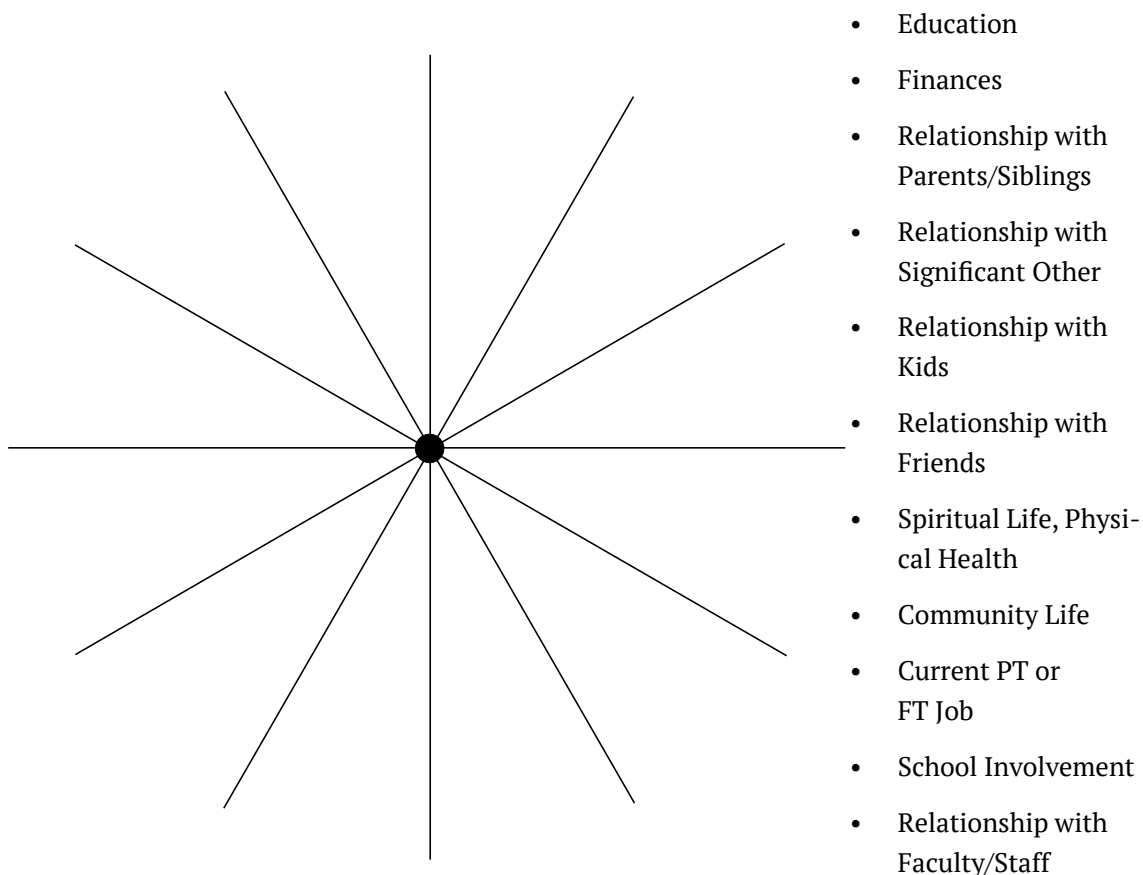 • Education
• Finances
• Relationship with
Parents/Siblings
• Relationship with
Significant Other
• Relationship with
Kids
• Relationship with
Friends
• Spiritual Life, Physi-
cal Health
• Community Life
• Current PT or
FT Job
• School Involvement
• Relationship with
Faculty/Staff